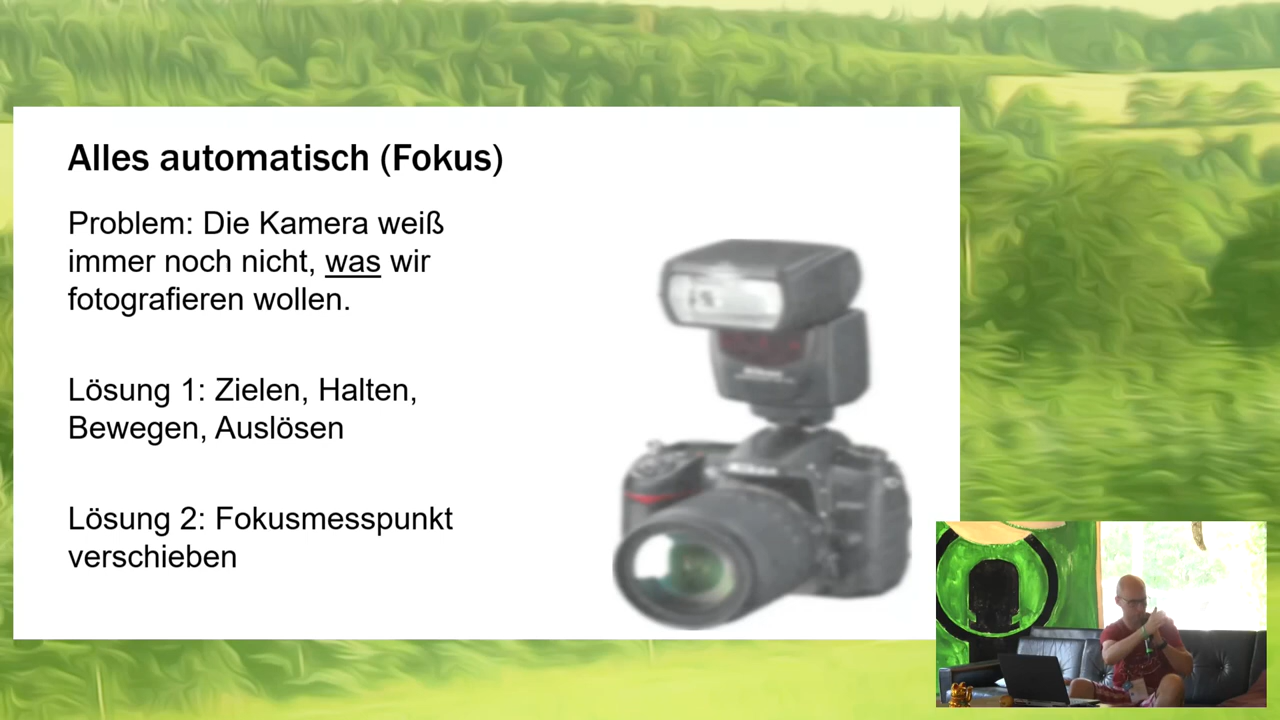 Alles automatisch (Fokus)
Problem: Die Kamera weiß
immer noch nicht, was wir
fotografieren wollen.
Lösung 1: Zielen, Halten,
Bewegen, Auslösen
Lösung 2: Fokusmesspunkt
verschieben